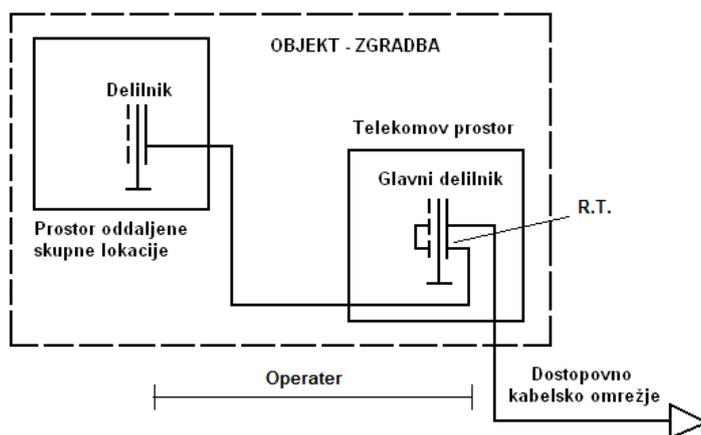 OBJEKT - ZGRADBA
Delilnik
Telekomov prostor
Glavni delilnik
R.T.
Prostor oddaljene
skupne lokacije
Operater
Dostopovno
kabelsko omrežje